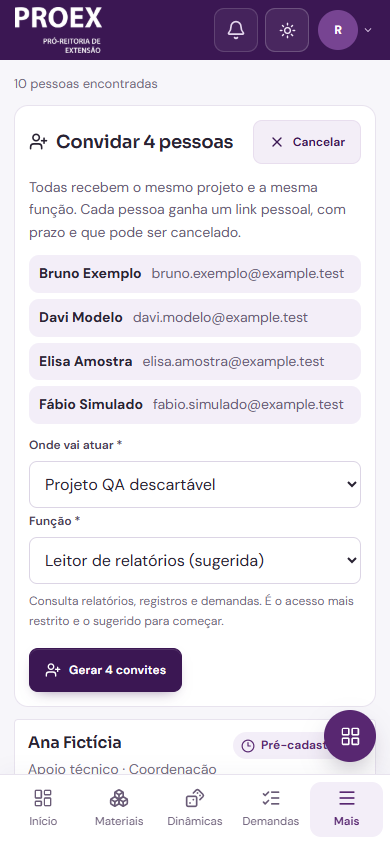 PROEX
PRÓ-REITORIA DE
EXTENSÃO
R
10 pessoas encontradas
Convidar 4 pessoas
Cancelar
Todas recebem o mesmo projeto e a mesma
função. Cada pessoa ganha um link pessoal, com
prazo e que pode ser cancelado.
Bruno Exemplo bruno.exemplo@example.test
Davi Modelo davi.modelo@example.test
Elisa Amostra elisa.amostra@example.test
Fábio Simulado fabio.simulado@example.test
Onde vai atuar *
Projeto QA descartável
Função *
Leitor de relatórios (sugerida)
Consulta relatórios, registros e demandas. É o acesso mais
restrito e o sugerido para começar.
Gerar 4 convites
Ana Fictícia
Pré-cadast
Apoio técnico · Coordenação
Início
Materiais
Dinâmicas
Demandas
Mais